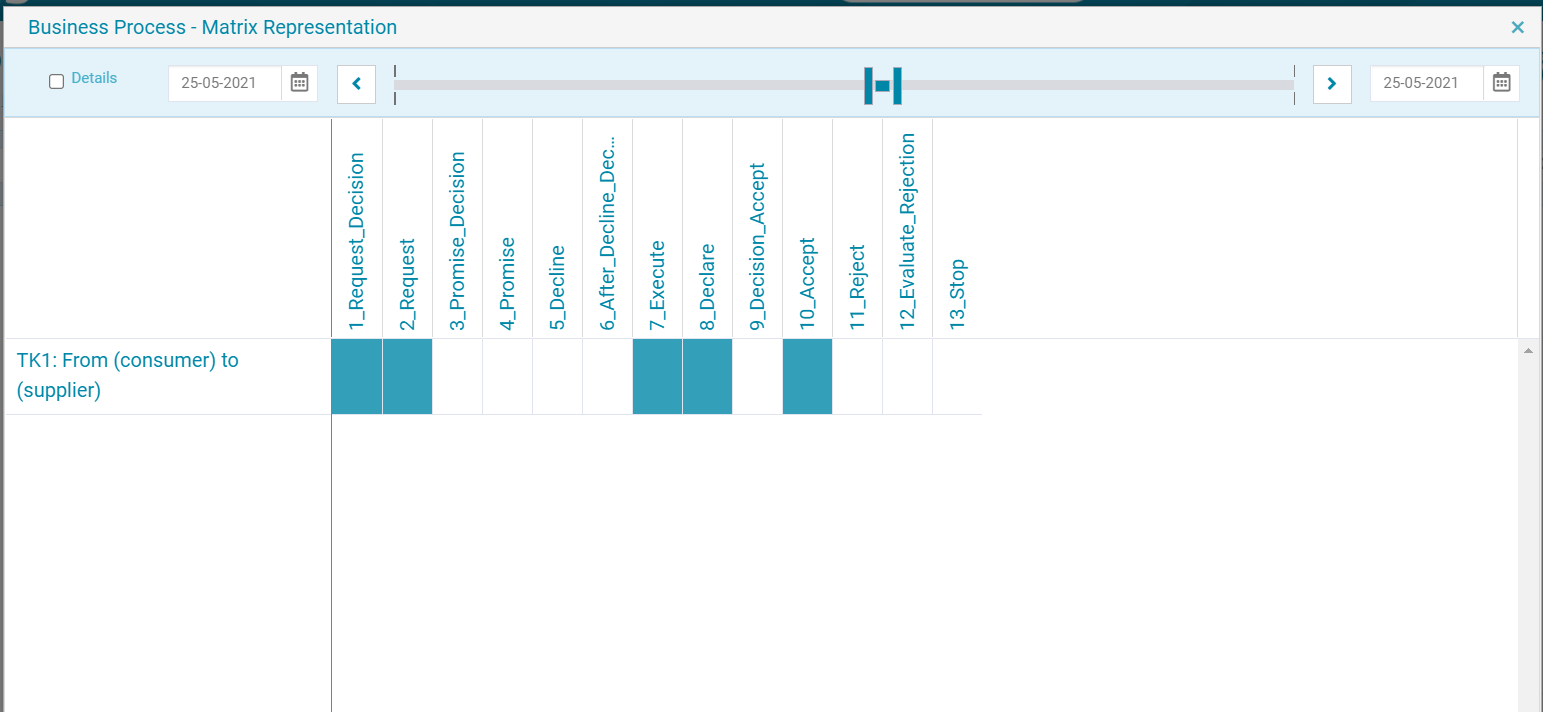 Business Process - Matrix Representation
×
Details
25-05-2021
25-05-2021
1_Request_Decision
2_Request
3_Promise_Decision
4_Promise
5_Decline
6_After_Decline_Dec...
7_Execute
8_Declare
9_Decision_Accept
10_Accept
11_Reject
12_Evaluate_Rejection
13_Stop
TK1: From (consumer) to
(supplier)